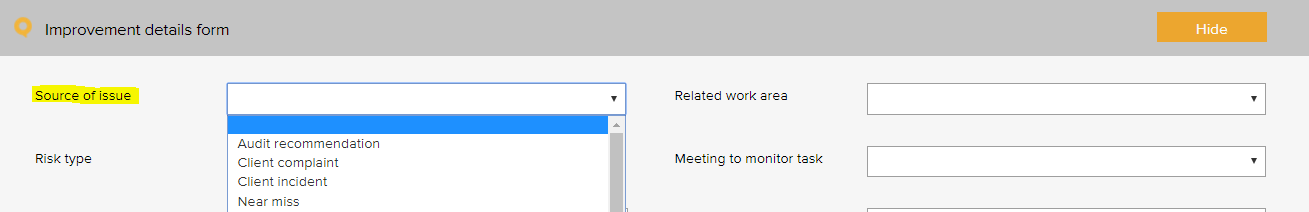 Improvement details form
Hide
Source of issue
Related work area
Audit recommendation
Risk type
Client complaint
Meeting to monitor task
Client incident
Near miss